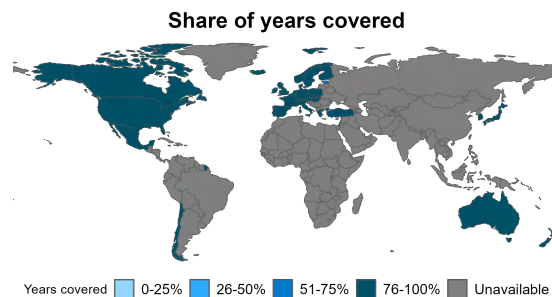 Share of years covered
Years covered 0-25% 26-50% 51-75% 76-100% Unavailable